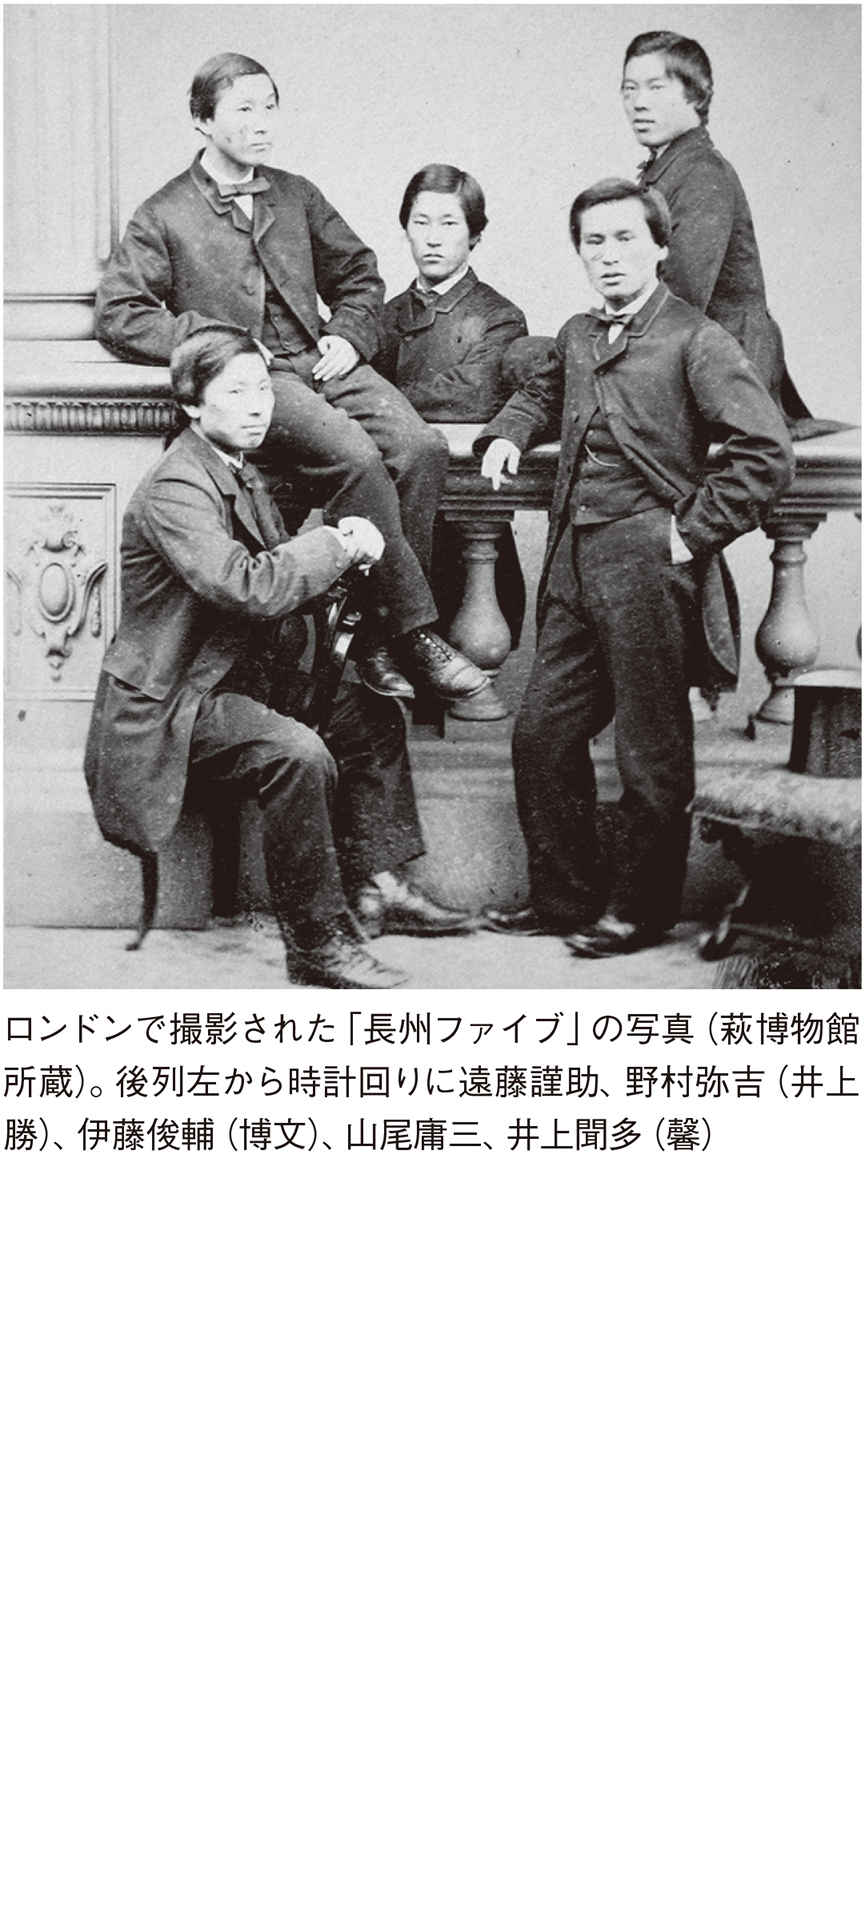 ロンドンで撮影された「長州ファイブ」の写真（萩博物館
所蔵）。後列左から時計回りに遠藤謹助、野村弥吉（井上
勝）、伊藤俊輔（博文）、山尾庸三、井上聞多（馨）